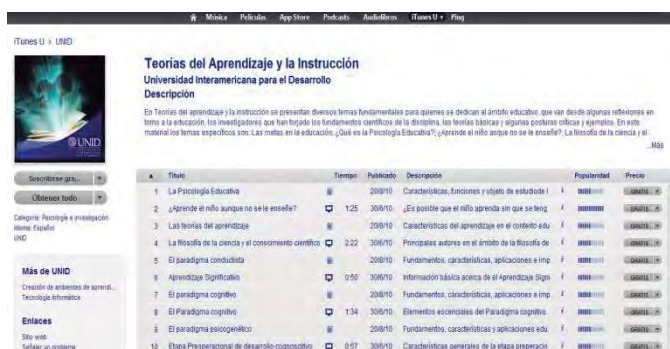 Música Películas App Store Podcasts Audiolibros iTunes U Ping
iTunes U UNID
Teorías del Aprendizaje y la Instrucción
Universidad Interamericana para el Desarrollo
Descripción
En Teorías del aprendizaje y la instrucción se presentan diversos temas fundamentales para quienes se dedican al ámbito educativo, que van desde algunas reflexiones en
torno a la educación, los investigadores que han forjado los fundamentos científicos de la disciplina, las teorías básicas y algunas posturas críticas y ejemplos. En este
material los temas específicos son: Las metas en la educación; ¿Qué es la Psicología Educativa?; ¿Aprende el niño aunque no se le enseñe?; La filosofía de la ciencia y el
...Más
UNID
Suscribirse gra...
Obtener todo
Categoría: Psicología e investigación
Idioma: Español
UNID
Más de UNID
Creación de ambientes de aprendi...
Tecnología Informática
Enlaces
Sitio web
Señalar un problema
Título Tiempo Publicado Descripción Popularidad Precio
1 La Psicología Educativa 20/8/10 Características, funciones y objeto de estudiode l GRATIS
2 ¿Aprende el niño aunque no se le enseñe? 1:25 30/6/10 ¿Es posible que el niño aprenda sin que se teng GRATIS
3 Las teorías del aprendizaje 20/8/10 Características del aprendizaje en el contexto edu GRATIS
4 La filosofía de la ciencia y el conocimiento científico 2:22 30/6/10 Principales autores en el ámbito de la filosofía de GRATIS
5 El paradigma conductista 20/8/10 Fundamentos, características, aplicaciones e imp GRATIS
6 Aprendizaje Significativo 0:50 30/6/10 Información básica acerca de el Aprendizaje Signi GRATIS
7 El paradigma cognitivo 20/8/10 Fundamentos, características, aplicaciones e imp GRATIS
8 El Paradigma cognitivo 1:34 30/6/10 Elementos escenciales del Paradigma cognitivo. GRATIS
9 El paradigma psicogenético 20/8/10 Fundamentos, características y aplicaciones edu GRATIS
10 Etapa Preoperacional de desarrollo cognoscitivo 0:57 30/6/10 Características generales de la etapa preparacio GRATIS